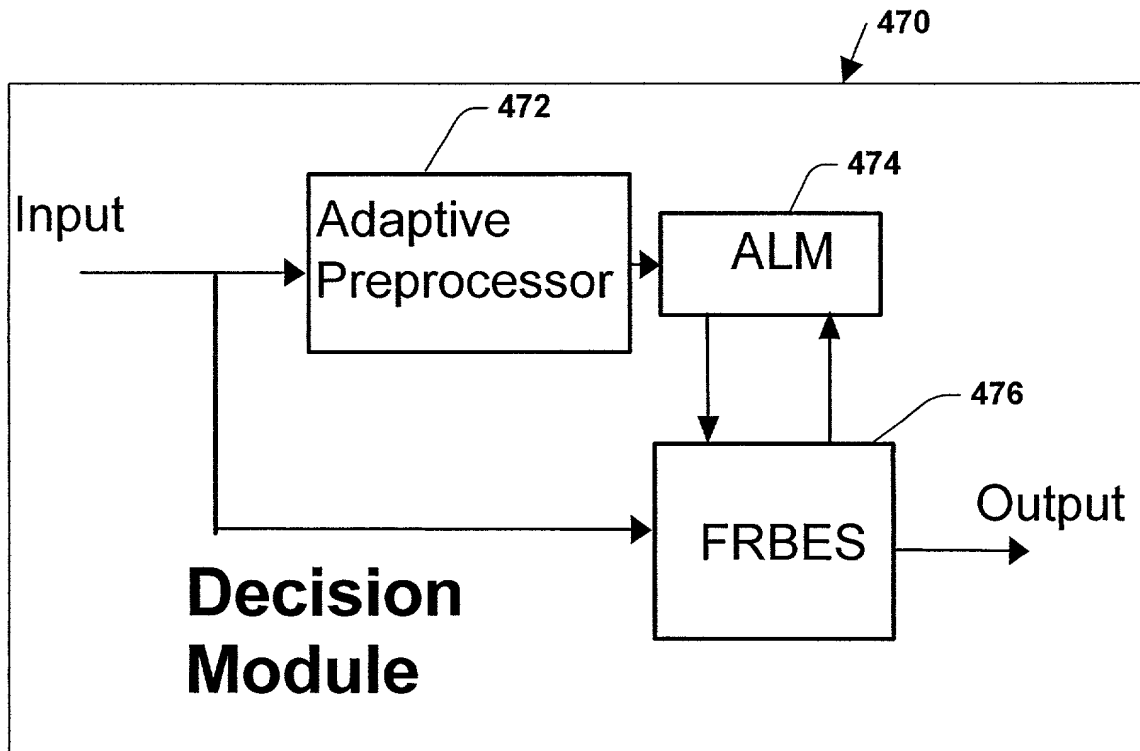 470
472
474
Input
Adaptive
Preprocessor
ALM
476
Output
FRBES
Decision
Module